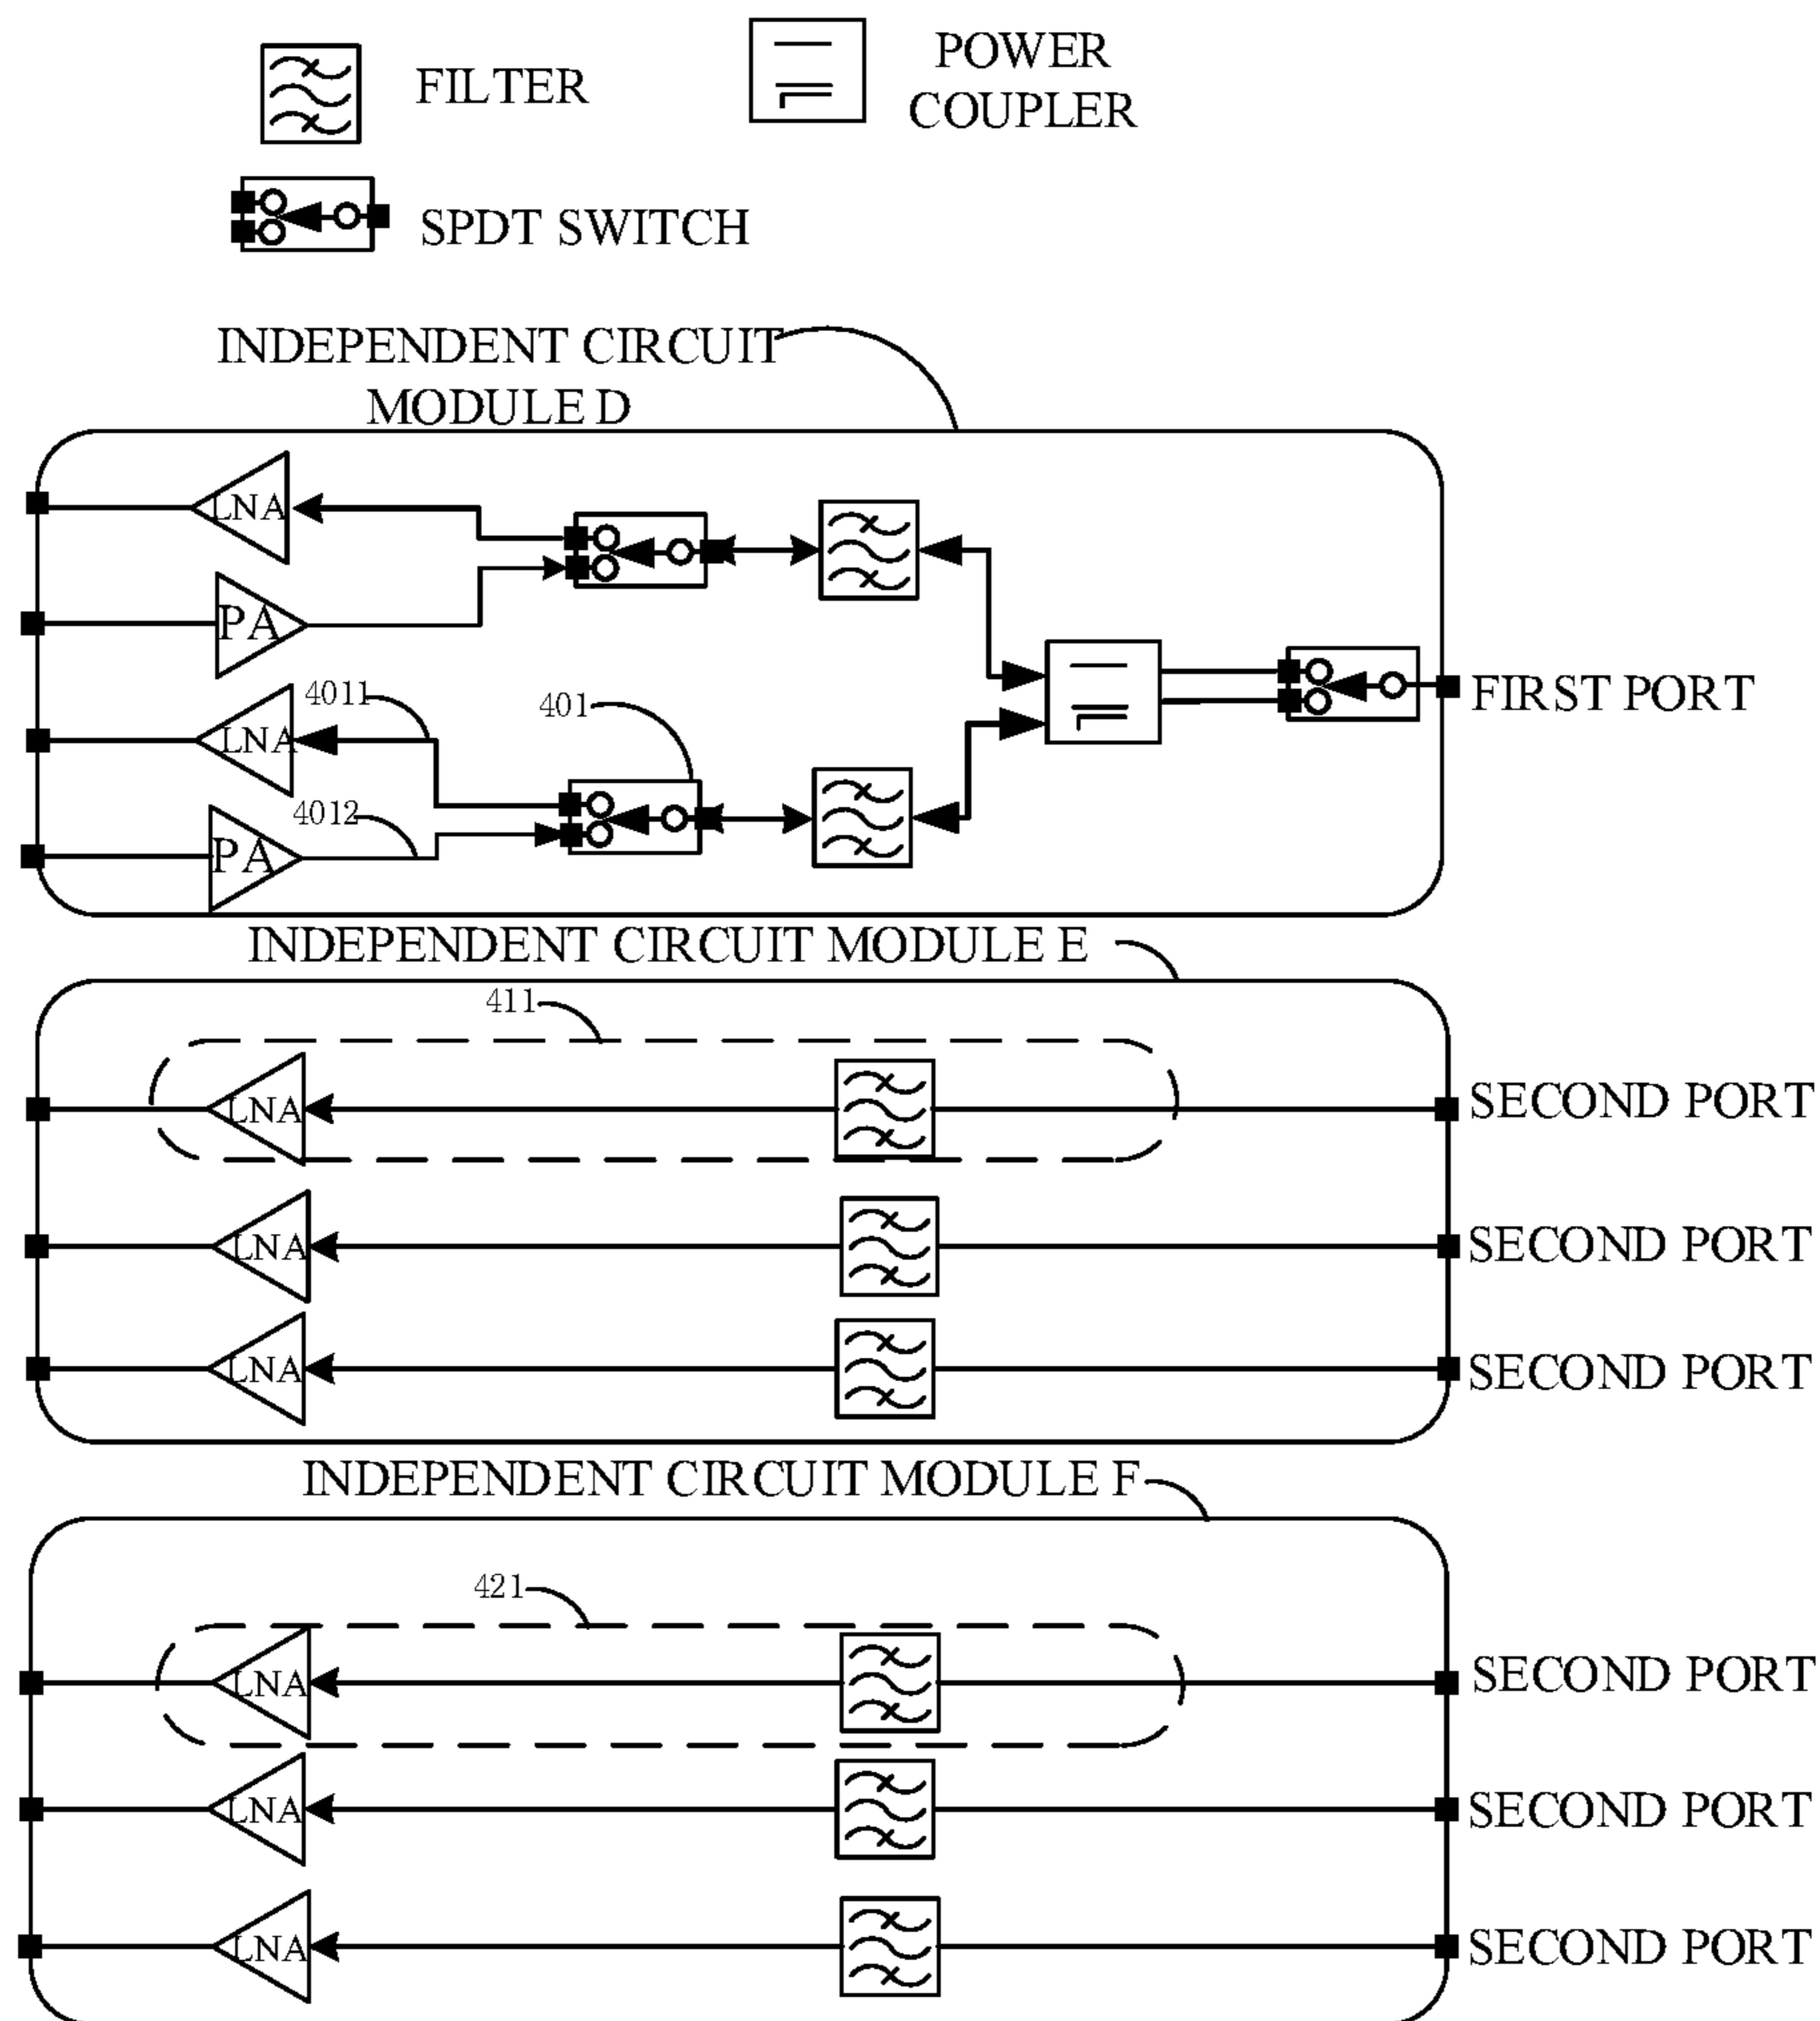 FILTER
POWER
COUPLER
SPDT SWITCH
INDEPENDENT CIRCUIT
MODULE D
LNA
PA
FIRST PORT
4011
401
LNA
4012
PA
INDEPENDENT CIRCUIT MODULE E
411
LNA
SECOND PORT
LNA
SECOND PORT
LNA
SECOND PORT
INDEPENDENT CIRCUIT MODULE F
421
LNA
SECOND PORT
LNA
SECOND PORT
LNA
SECOND PORT